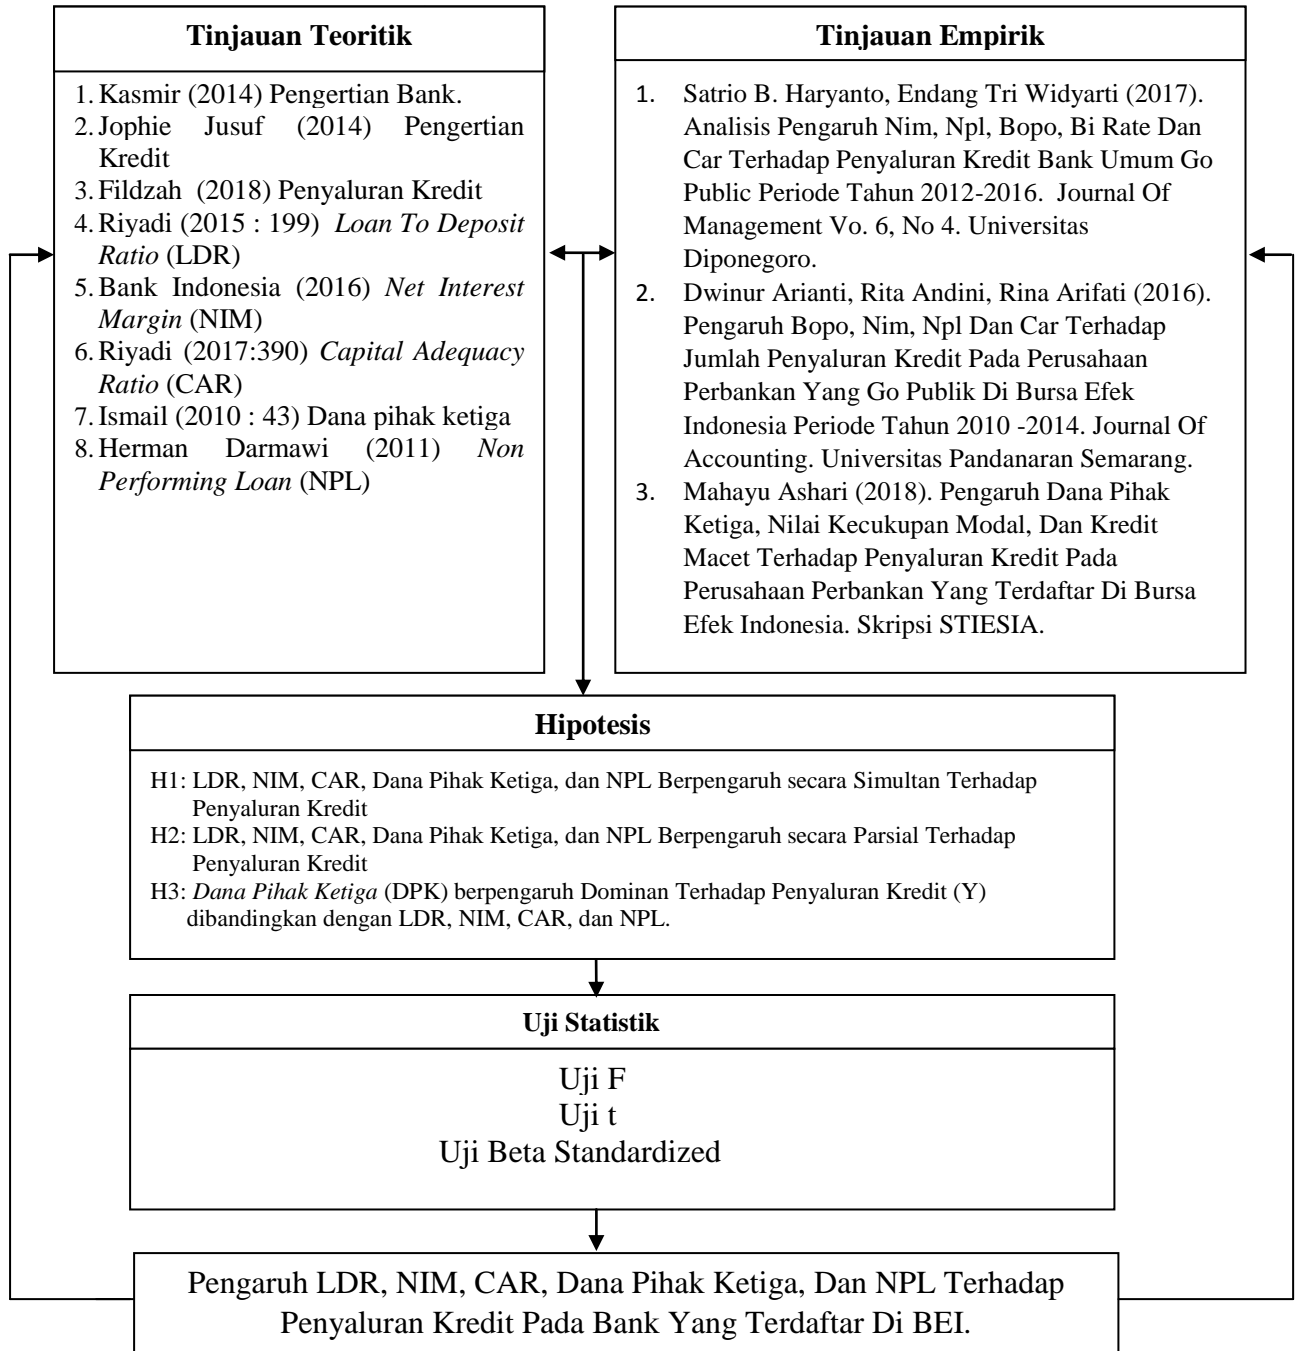 Tinjauan Teoritik
1. Kasmir (2014) Pengertian Bank.
2. Jophie Jusuf (2014) Pengertian
Kredit
3. Fildzah (2018) Penyaluran Kredit
4. Riyadi (2015 : 199) Loan To Deposit
Ratio (LDR)
5. Bank Indonesia (2016) Net Interest
Margin (NIM)
6. Riyadi (2017:390) Capital Adequacy
Ratio (CAR)
7. Ismail (2010 : 43) Dana pihak ketiga
8. Herman Darmawi (2011) Non
Performing Loan (NPL)
Tinjauan Empirik
1. Satrio B. Haryanto, Endang Tri Widyarti (2017).
Analisis Pengaruh Nim, Npl, Bopo, Bi Rate Dan
Car Terhadap Penyaluran Kredit Bank Umum Go
Public Periode Tahun 2012-2016. Journal Of
Management Vo. 6, No 4. Universitas
Diponegoro.
2. Dwinur Arianti, Rita Andini, Rina Arifati (2016).
Pengaruh Bopo, Nim, Npl Dan Car Terhadap
Jumlah Penyaluran Kredit Pada Perusahaan
Perbankan Yang Go Publik Di Bursa Efek
Indonesia Periode Tahun 2010 -2014. Journal Of
Accounting. Universitas Pandanaran Semarang.
3. Mahayu Ashari (2018). Pengaruh Dana Pihak
Ketiga, Nilai Kecukupan Modal, Dan Kredit
Macet Terhadap Penyaluran Kredit Pada
Perusahaan Perbankan Yang Terdaftar Di Bursa
Efek Indonesia. Skripsi STIESIA.
Hipotesis
H1: LDR, NIM, CAR, Dana Pihak Ketiga, dan NPL Berpengaruh secara Simultan Terhadap
Penyaluran Kredit
H2: LDR, NIM, CAR, Dana Pihak Ketiga, dan NPL Berpengaruh secara Parsial Terhadap
Penyaluran Kredit
H3: Dana Pihak Ketiga (DPK) berpengaruh Dominan Terhadap Penyaluran Kredit (Y)
dibandingkan dengan LDR, NIM, CAR, dan NPL.
Uji Statistik
Uji F
Uji t
Uji Beta Standardized
Pengaruh LDR, NIM, CAR, Dana Pihak Ketiga, Dan NPL Terhadap
Penyaluran Kredit Pada Bank Yang Terdaftar Di BEI.